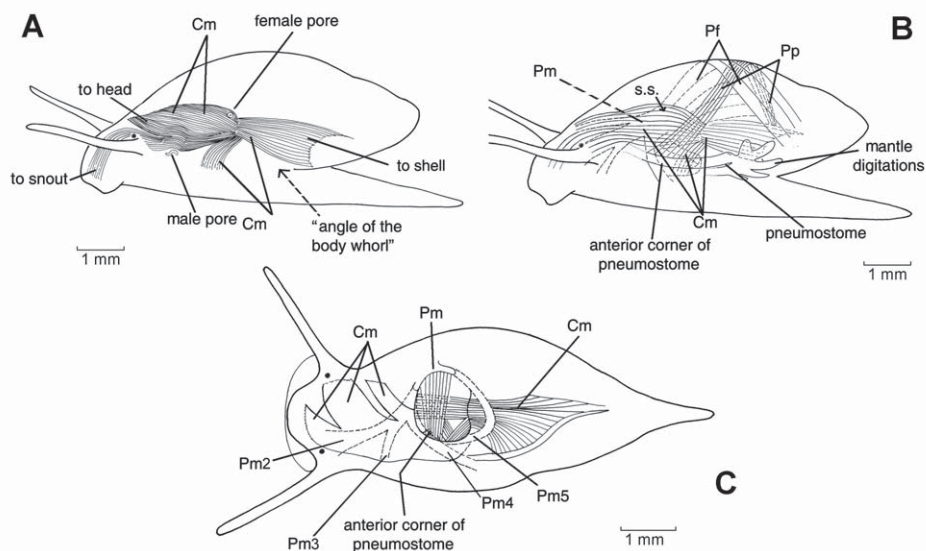 A
Cm
female pore
to head
to snout
male pore
Cm
to shell
“angle of the
body whorl”
1 mm
B
Pf
Pp
Pm
s.s.
mantle
digitations
Cm
pneumostome
anterior corner of
pneumostome
1 mm
C
Pm
Cm
Cm
Pm2
Pm3
anterior corner of
pneumostome
Pm4
Pm5
1 mm